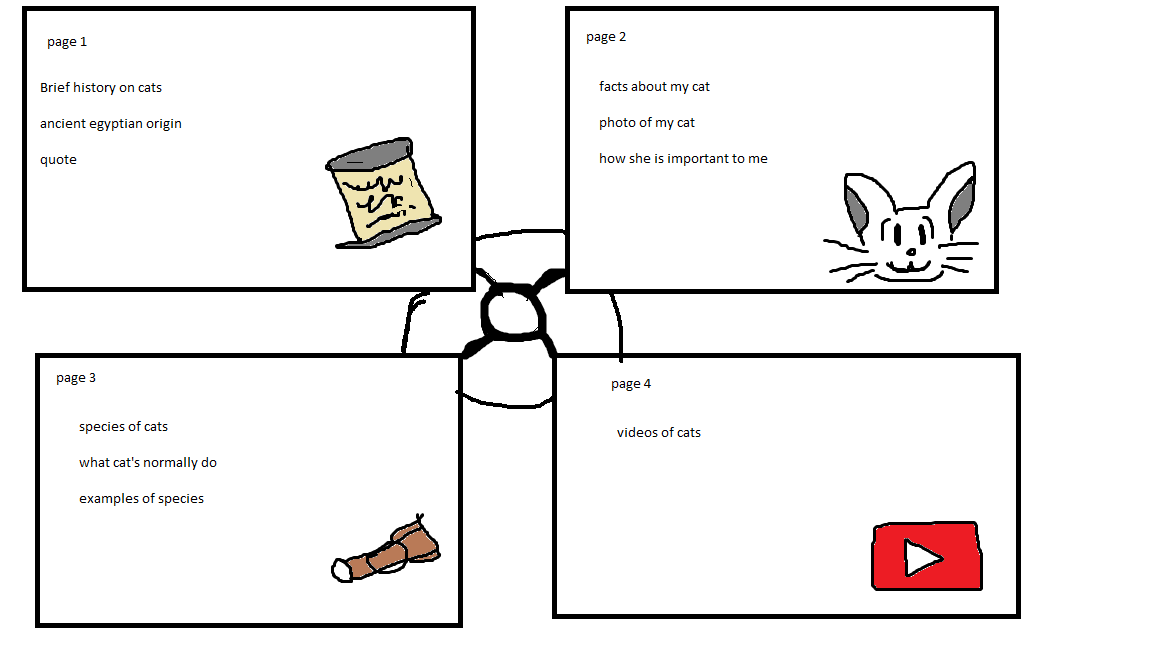 page 1
Brief history on cats
ancient egyptian origin
quote
page 2
facts about my cat
photo of my cat
how she is important to me
page 3
species of cats
what cat's normally do
examples of species
page 4
videos of cats